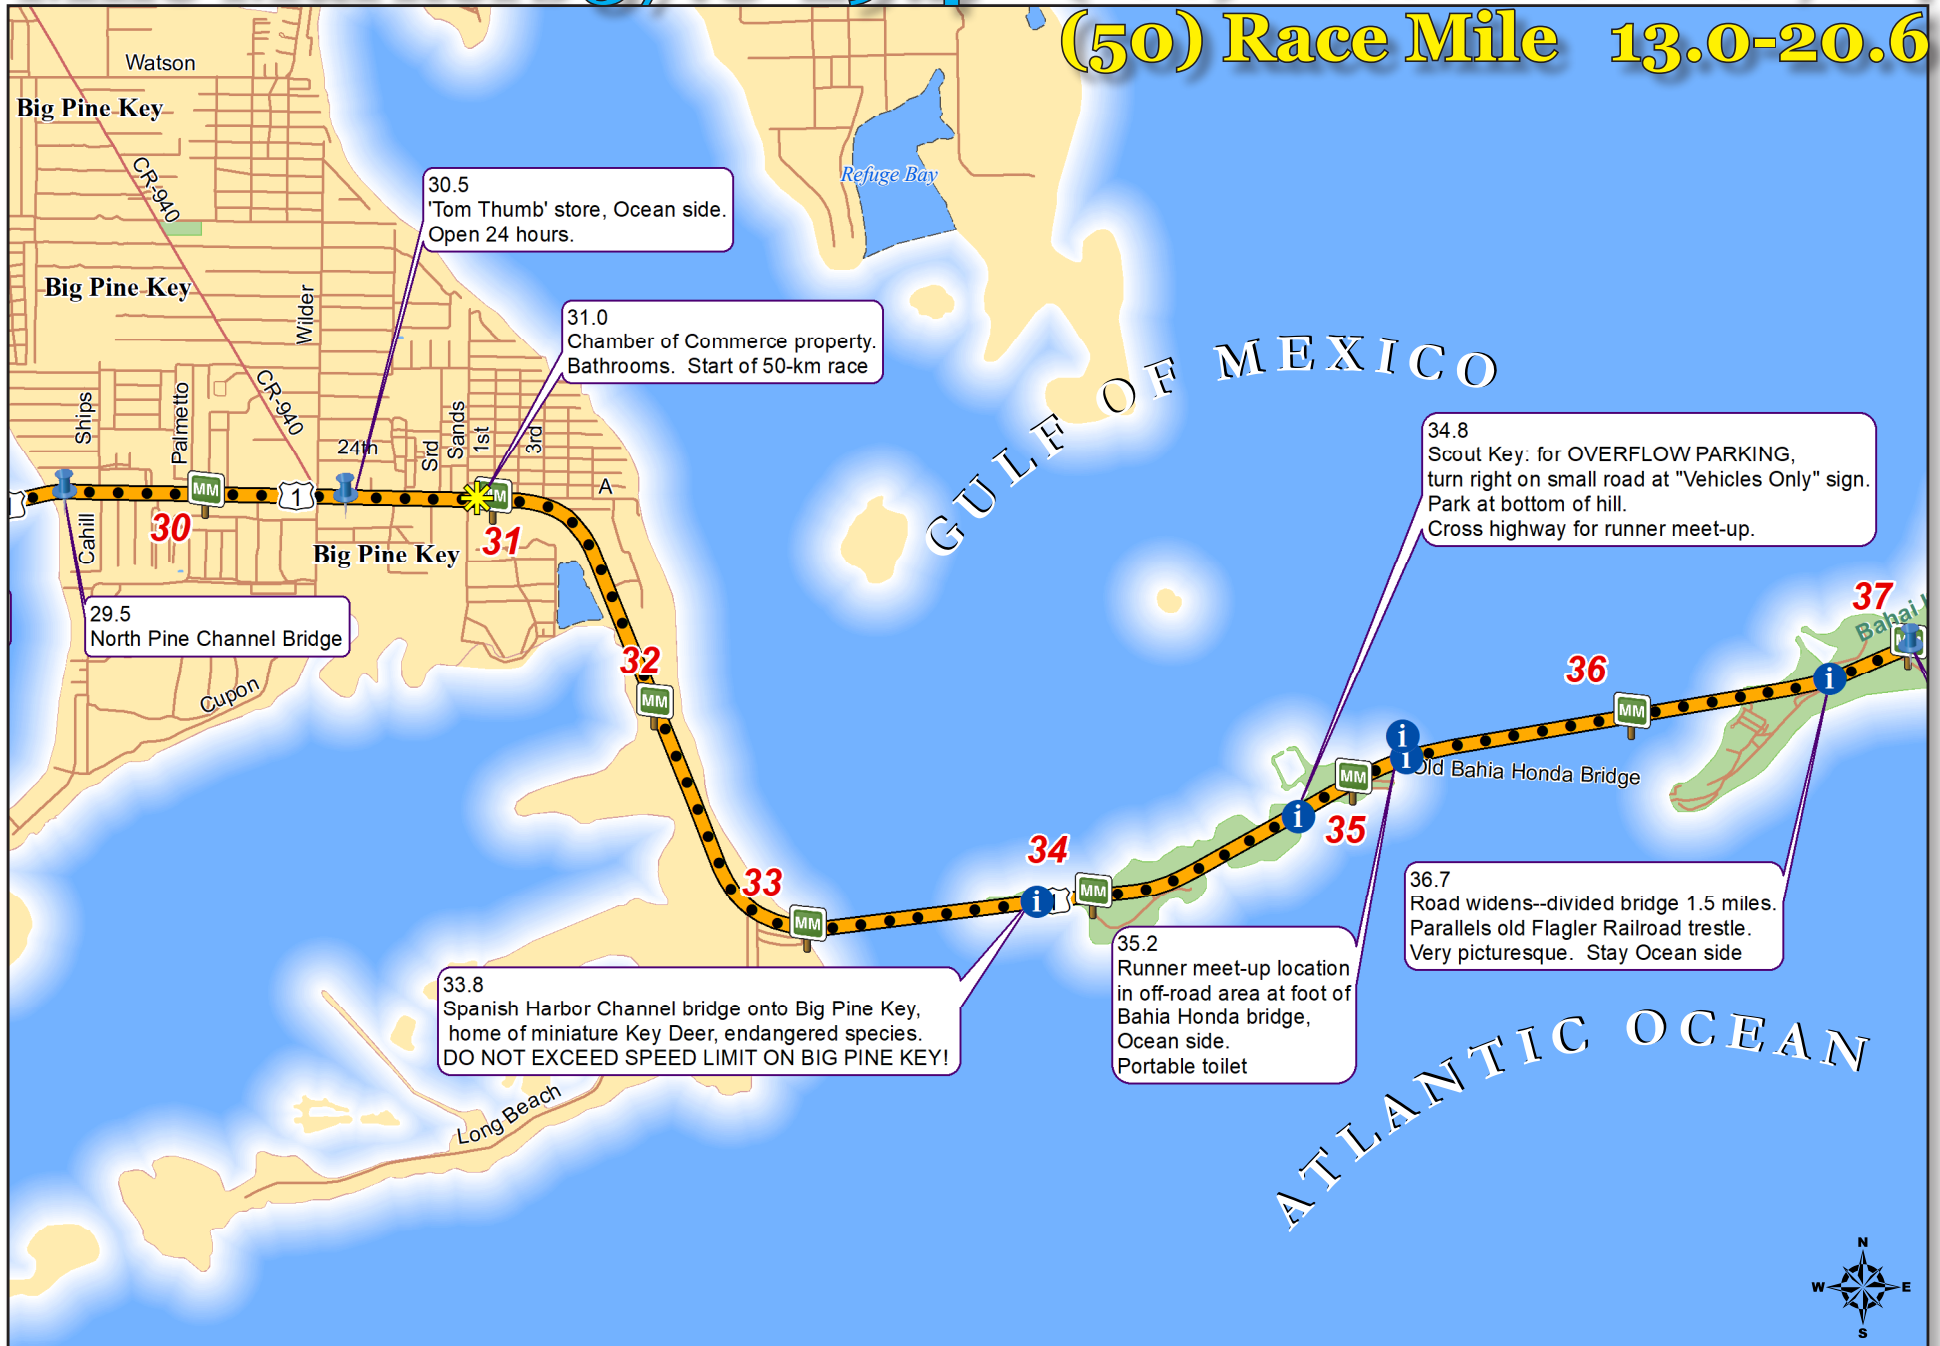 (50) Race Mile 13.0-20.6
Watson
Big Pine Key
CR-940
Refuge Bay
30.5
'Tom Thumb' store, Ocean side.
Open 24 hours.
Big Pine Key
Wilder
31.0
Chamber of Commerce property.
Bathrooms. Start of 50-km race
GULF OF MEXICO
CR-940
Ships
Palmetto
24th
Srd
Sands
1st
3rd
A
34.8
Scout Key: for OVERFLOW PARKING,
turn right on small road at "Vehicles Only" sign.
Park at bottom of hill.
Cross highway for runner meet-up.
MM
1
MM
30
31
Cahill
Big Pine Key
29.5
North Pine Channel Bridge
37
32
MM
36
MM
Cupon
i
i
i
Old Bahia Honda Bridge
MM
35
i
34
33
MM
i
MM
36.7
Road widens--divided bridge 1.5 miles.
Parallels old Flagler Railroad trestle.
Very picturesque. Stay Ocean side
35.2
Runner meet-up location
in off-road area at foot of
Bahia Honda bridge,
Ocean side.
Portable toilet
33.8
Spanish Harbor Channel bridge onto Big Pine Key,
home of miniature Key Deer, endangered species.
DO NOT EXCEED SPEED LIMIT ON BIG PINE KEY!
Long Beach
ATLANTIC OCEAN
N
W E
S